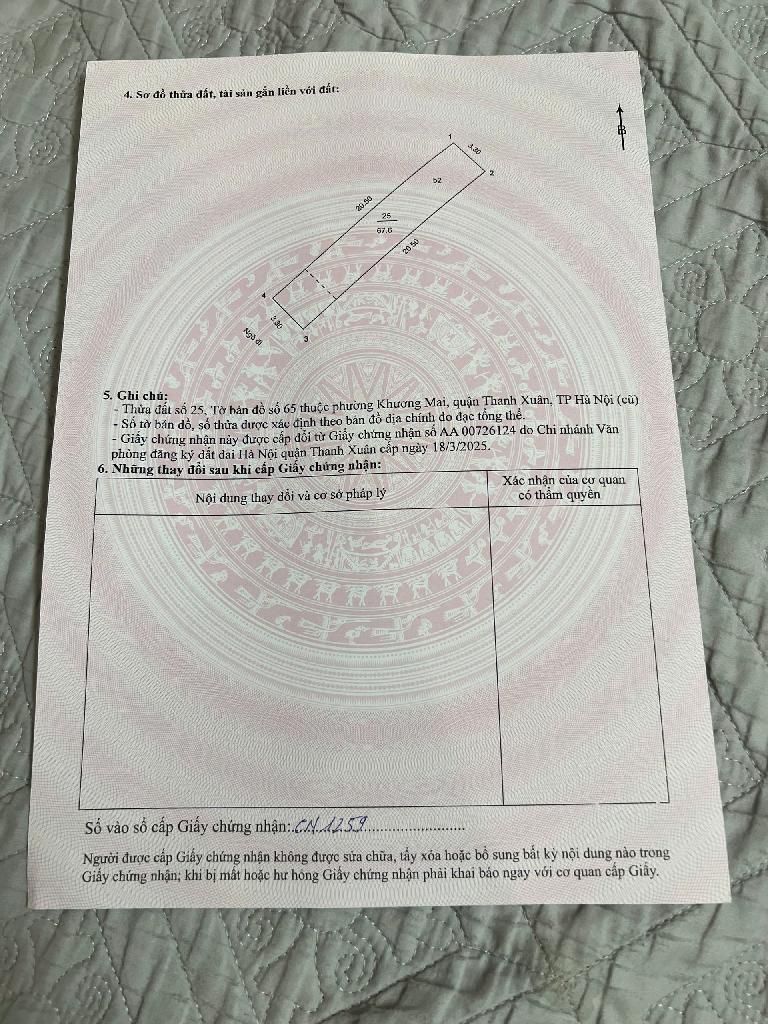 4. Sơ đồ thửa đất, tài sản gắn liền với đất:
B
1
3.30
2
b2
20.50
25
67.6
20.50
4
3.30
3
Ngõ đi
5. Ghi chú:
- Thửa đất số 25, Tờ bản đồ số 65 thuộc phường Khương Mai, quận Thanh Xuân, TP Hà Nội (cũ)
- Số tờ bản đồ, số thửa được xác định theo bản đồ địa chính đo đạc tổng thể.
- Giấy chứng nhận này được cấp đổi từ Giấy chứng nhận số AA 00726124 do Chi nhánh Văn
phòng đăng ký đất đai Hà Nội quận Thanh Xuân cấp ngày 18/3/2025.
6. Những thay đổi sau khi cấp Giấy chứng nhận:
Nội dung thay đổi và cơ sở pháp lý
Xác nhận của cơ quan
có thẩm quyền
Số vào sổ cấp Giấy chứng nhận: CN 1259
Người được cấp Giấy chứng nhận không được sửa chữa, tẩy xóa hoặc bổ sung bất kỳ nội dung nào trong
Giấy chứng nhận; khi bị mất hoặc hư hỏng Giấy chứng nhận phải khai báo ngay với cơ quan cấp Giấy.